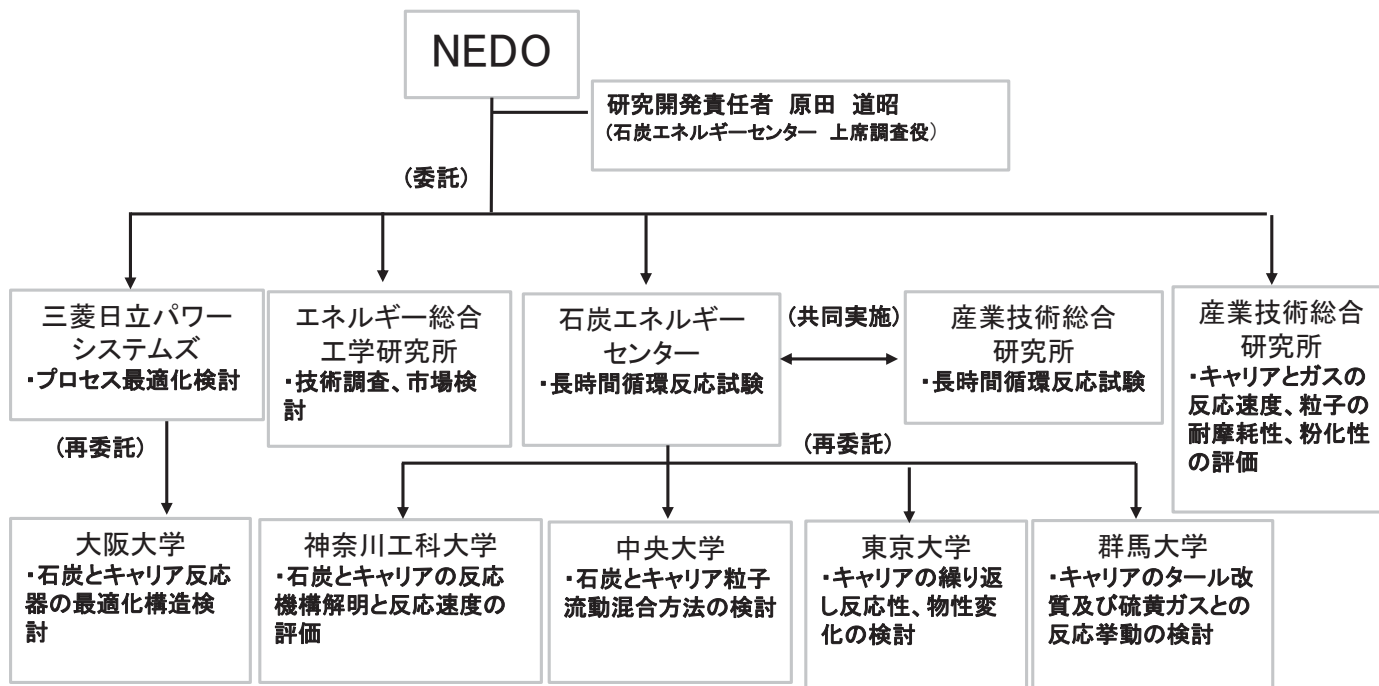 NEDO
研究開発責任者 原田 道昭
(石炭エネルギーセンター 上席調査役)
(委託)
三菱日立パワー
システムズ
・プロセス最適化検討
エネルギー総合
工学研究所
・技術調査、市場検
討
石炭エネルギー
センター
・長時間循環反応試験
(共同実施)
産業技術総合
研究所
・長時間循環反応試験
産業技術総合
研究所
・キャリアとガスの
反応速度、粒子の
耐摩耗性、粉化性
の評価
(再委託)
(再委託)
大阪大学
・石炭とキャリア反応
器の最適化構造検
討
神奈川工科大学
・石炭とキャリアの反応
機構解明と反応速度の
評価
中央大学
・石炭とキャリア粒子
流動混合方法の検討
東京大学
・キャリアの繰り返
し反応性、物性変
化の検討
群馬大学
・キャリアのタール改
質及び硫黄ガスとの
反応挙動の検討